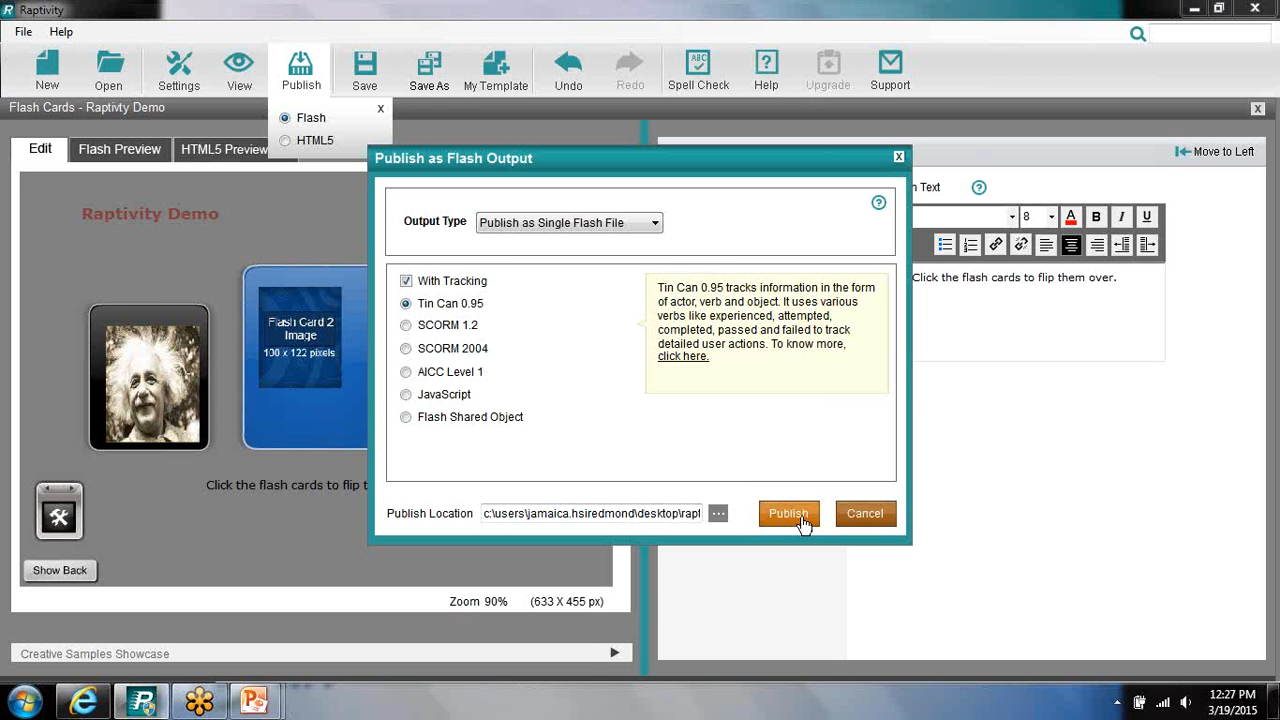 Raptivity
File Help
New Open Settings View Publish Save Save As My Template Undo Redo Spell Check Help Upgrade Support
Flash Cards - Raptivity Demo
Flash
HTML5
Edit Flash Preview HTML5 Preview
Move to Left
Raptivity Demo
Flash Card 2
Image
100 x 122 pixels
Click the flash cards to flip t
Show Back
Zoom 90% (633 X 455 px)
Creative Samples Showcase
Publish as Flash Output
Output Type Publish as Single Flash File
With Tracking
Tin Can 0.95
SCORM 1.2
SCORM 2004
AICC Level 1
JavaScript
Flash Shared Object
Tin Can 0.95 tracks information in the form
of actor, verb and object. It uses various
verbs like experienced, attempted,
completed, passed and failed to track
detailed user actions. To know more,
click here.
Publish Location c:\users\jamaica.hsiredmond\desktop\rapt
Publish Cancel
n Text
8 A B I U
Click the flash cards to flip them over.
12:27 PM
3/19/2015